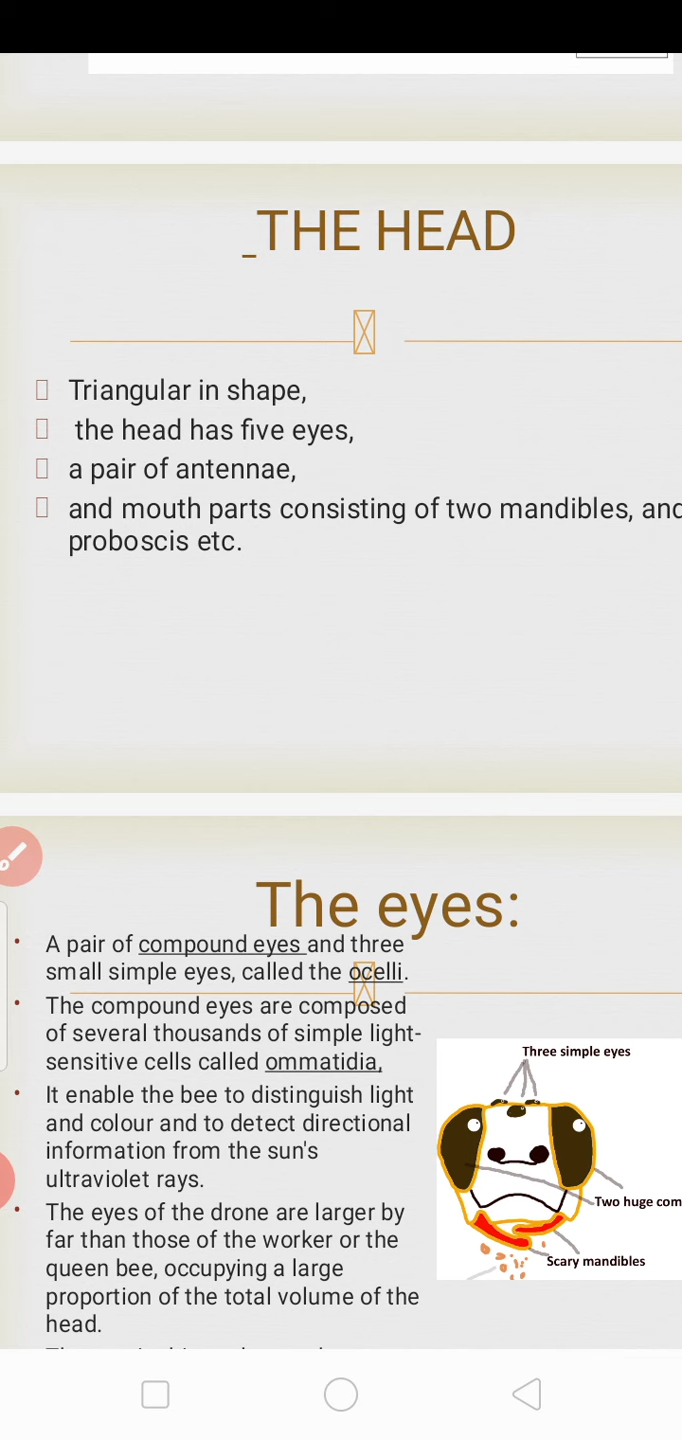 _THE HEAD
Triangular in shape,
the head has five eyes,
a pair of antennae,
and mouth parts consisting of two mandibles, and
proboscis etc.
The eyes:
• A pair of compound eyes and three
small simple eyes, called the ocelli.
• The compound eyes are composed
of several thousands of simple light-
sensitive cells called ommatidia,
• It enable the bee to distinguish light
and colour and to detect directional
information from the sun's
ultraviolet rays.
• The eyes of the drone are larger by
far than those of the worker or the
queen bee, occupying a large
proportion of the total volume of the
head.
Three simple eyes
Two huge com
Scary mandibles